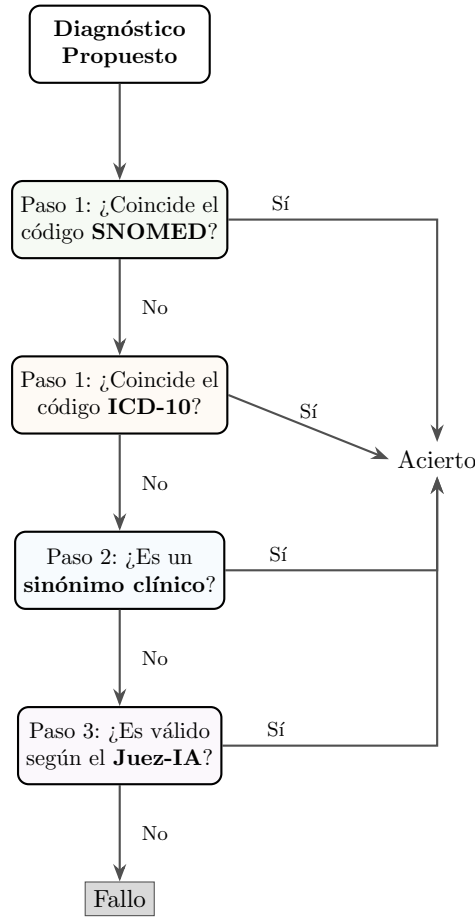 Diagnóstico
Propuesto
Paso 1: ¿Coincide el
código SNOMED?
Sí
No
Paso 1: ¿Coincide el
código ICD-10?
Sí
Acierto
No
Paso 2: ¿Es un
sinónimo clínico?
Sí
No
Paso 3: ¿Es válido
según el Juez-IA?
Sí
No
Fallo